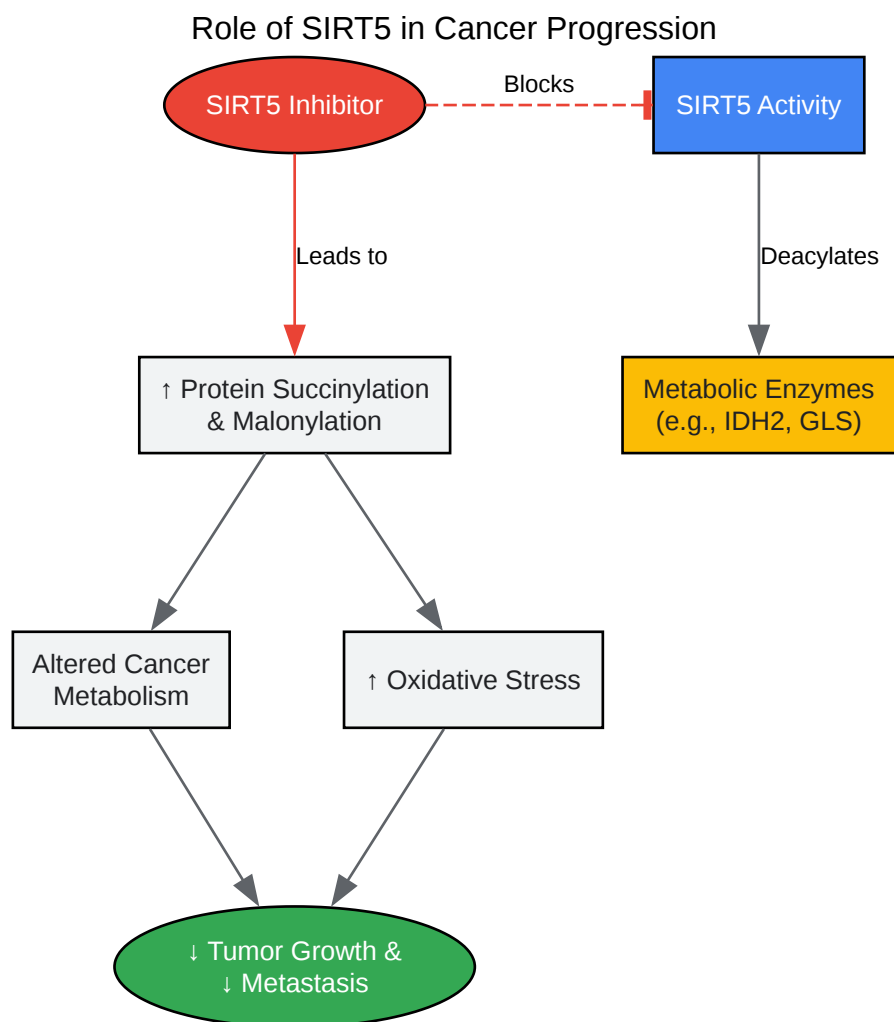 Role of SIRT5 in Cancer Progression
SIRT5 Inhibitor
Blocks
SIRT5 Activity
Leads to
Deacylates
↑ Protein Succinylation
& Malonylation
Metabolic Enzymes
(e.g., IDH2, GLS)
Altered Cancer
Metabolism
↑ Oxidative Stress
↓ Tumor Growth &
↓ Metastasis